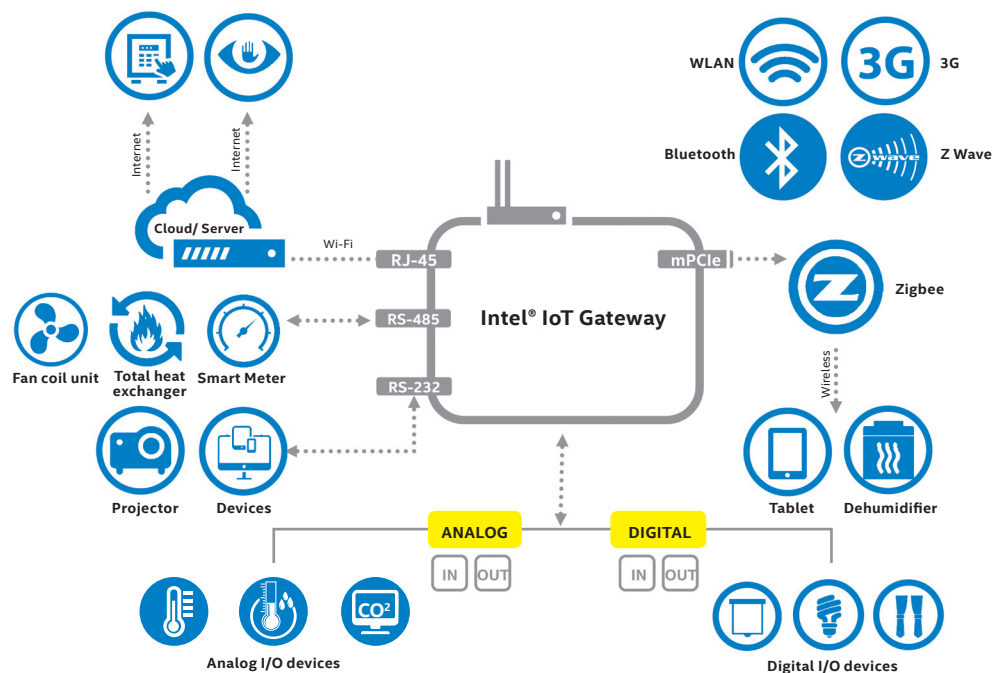 WLAN
3G
3G
Bluetooth
Z wave
Z Wave
Internet
Internet
Cloud/ Server
Wi-Fi
RJ-45
mPCIe
Z
Zigbee
RS-485
Intel® IoT Gateway
Fan coil unit
Total heat
exchanger
Smart Meter
RS-232
Wireless
Projector
Devices
Tablet
Dehumidifier
ANALOG
DIGITAL
IN
OUT
IN
OUT
CO²
Analog I/O devices
Digital I/O devices